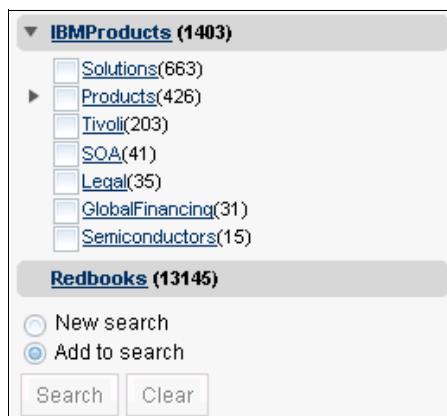 IBMProducts (1403)
Solutions(663)
Products(426)
Tivoli(203)
SOA(41)
Legal(35)
GlobalFinancing(31)
Semiconductors(15)
Redbooks (13145)
New search
Add to search
Search Clear